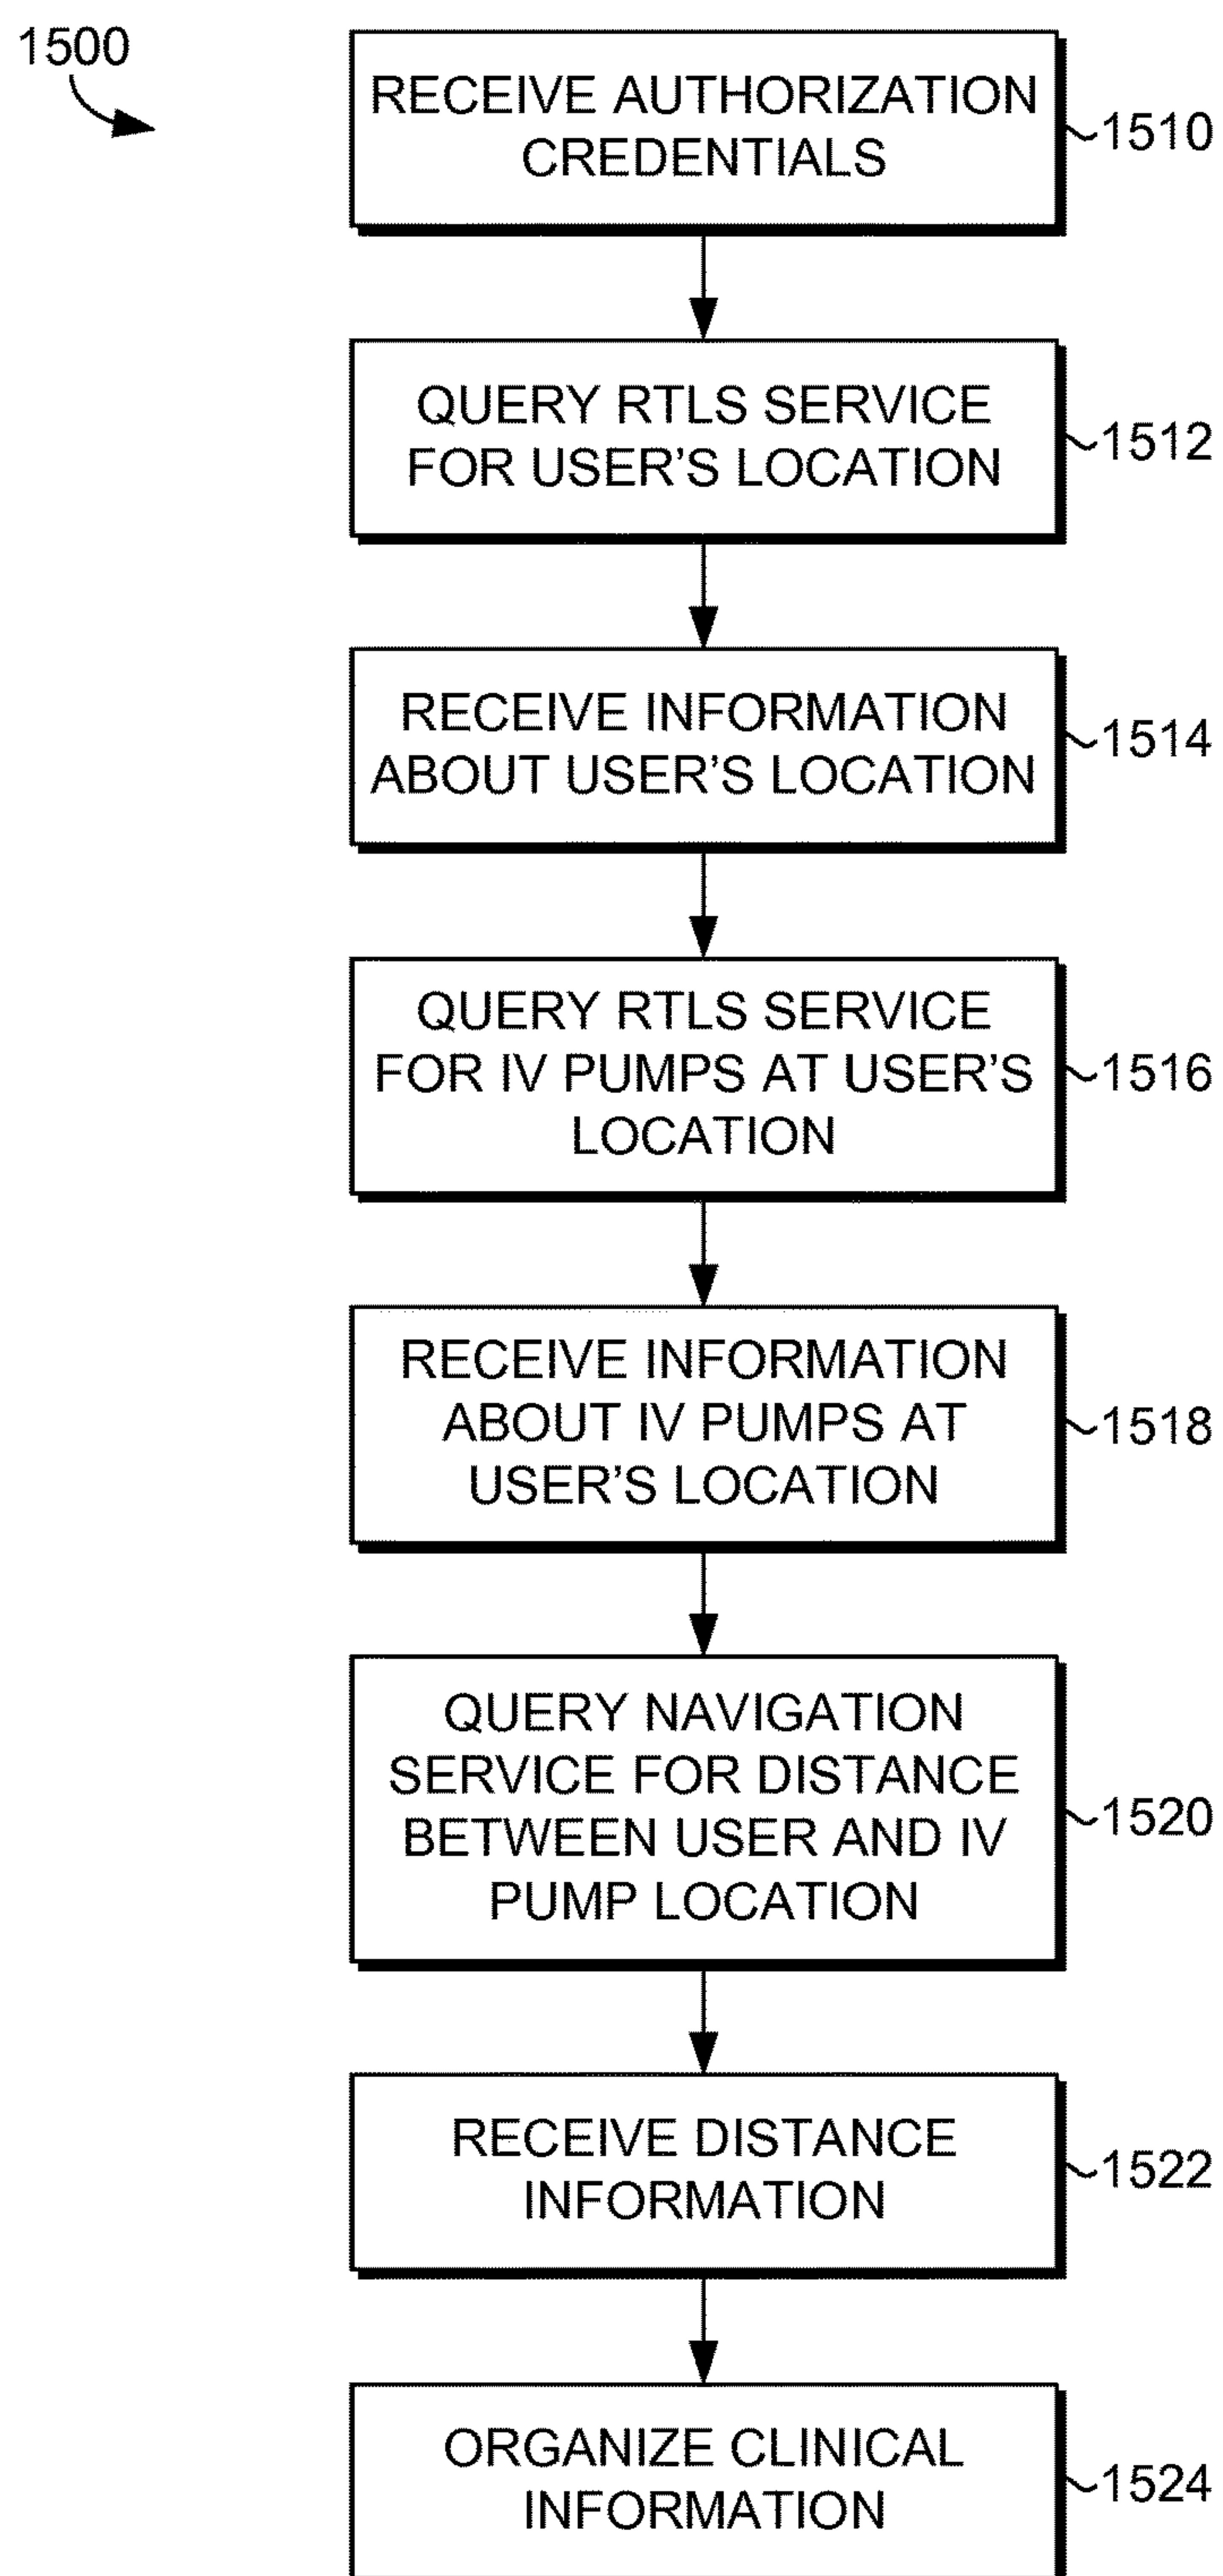 1500
RECEIVE AUTHORIZATION
CREDENTIALS
1510
QUERY RTLS SERVICE
FOR USER'S LOCATION
1512
RECEIVE INFORMATION
ABOUT USER'S LOCATION
1514
QUERY RTLS SERVICE
FOR IV PUMPS AT USER'S
LOCATION
1516
RECEIVE INFORMATION
ABOUT IV PUMPS AT
USER'S LOCATION
1518
QUERY NAVIGATION
SERVICE FOR DISTANCE
BETWEEN USER AND IV
PUMP LOCATION
1520
RECEIVE DISTANCE
INFORMATION
1522
ORGANIZE CLINICAL
INFORMATION
1524